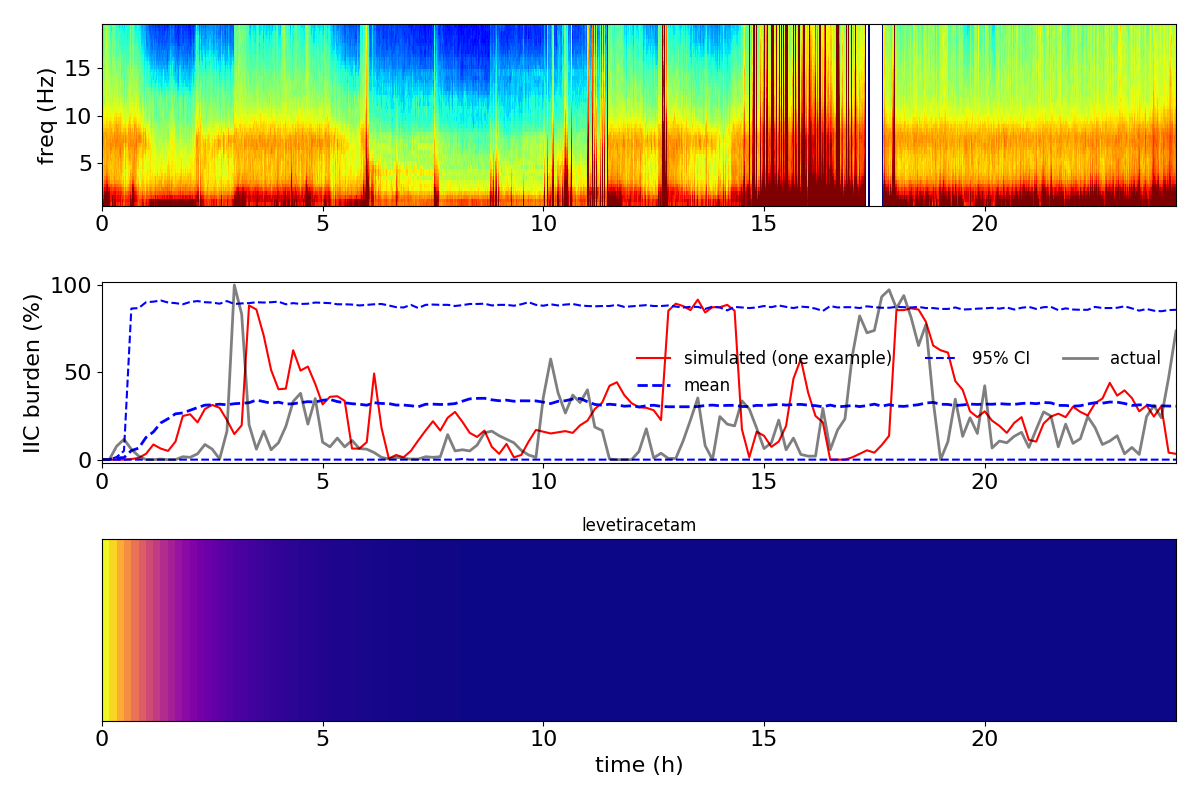 freq (Hz)
15
10
5
0 5 10 15 20
IIC burden (%)
100
50
0
simulated (one example) 95% CI actual
mean
0 5 10 15 20
levetiracetam
0 5 10 15 20
time (h)